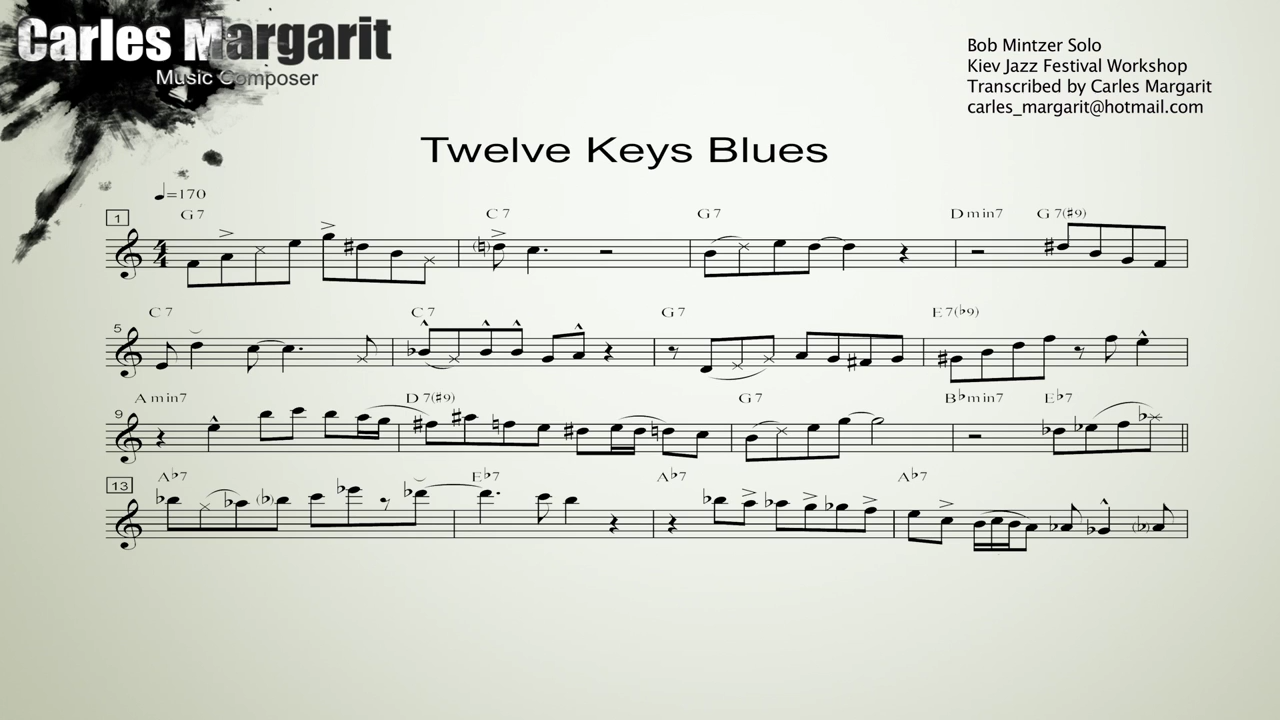 Carles Margarit
Music Composer
Bob Mintzer Solo
Kiev Jazz Festival Workshop
Transcribed by Carles Margarit
carles_margarit@hotmail.com
Twelve Keys Blues
♩=170
1 G7 C7 G7 Dmin7 G7(♯9)
4/4
5 C7 C7 G7 E7(♭9)
9 Amin7 D7(♯9) G7 B♭min7 E♭7
13 A♭7 E♭7 A♭7 A♭7